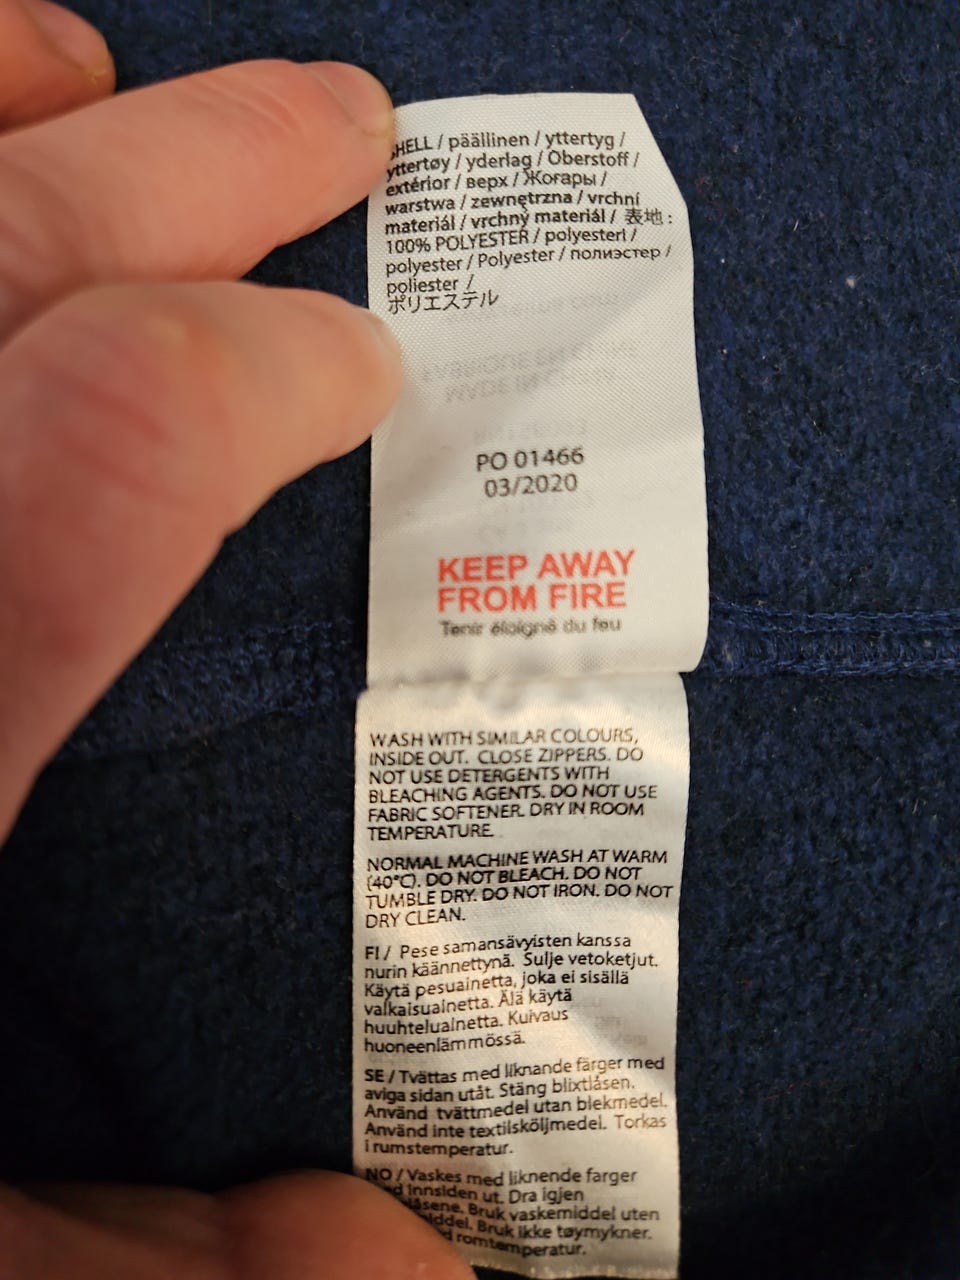 SHELL / päällinen / yttertyg /
yttertøy / yderlag / Oberstoff /
extérior / верх / Жоғары /
warstwa / zewnętrzna / vrchní
materiál / vrchný materiál / 表地 :
100% POLYESTER / polyesteri /
polyester / Polyester / полиэстер /
poliester /
ポリエステル
PO 01466
03/2020
KEEP AWAY
FROM FIRE
Tenir éloigné du feu
WASH WITH SIMILAR COLOURS,
INSIDE OUT. CLOSE ZIPPERS. DO
NOT USE DETERGENTS WITH
BLEACHING AGENTS. DO NOT USE
FABRIC SOFTENER. DRY IN ROOM
TEMPERATURE.
NORMAL MACHINE WASH AT WARM
(40°C). DO NOT BLEACH. DO NOT
TUMBLE DRY. DO NOT IRON. DO NOT
DRY CLEAN.
FI / Pese samansävyisten kanssa
nurin käännettynä. Sulje vetoketjut.
Käytä pesuainetta, joka ei sisällä
valkaisuainetta. Älä käytä
huuhteluainetta. Kuivaus
huoneenlämmössä.
SE / Tvättas med liknande färger med
aviga sidan utåt. Stäng blixtlåsen.
Använd tvättmedel utan blekmedel.
Använd inte textilsköljmedel. Torkas
i rumstemperatur.
NO / Vaskes med liknende farger
innsiden ut. Dra igjen
Bruk vaskemiddel uten
Bruk ikke tøymykner.
romtemperatur.